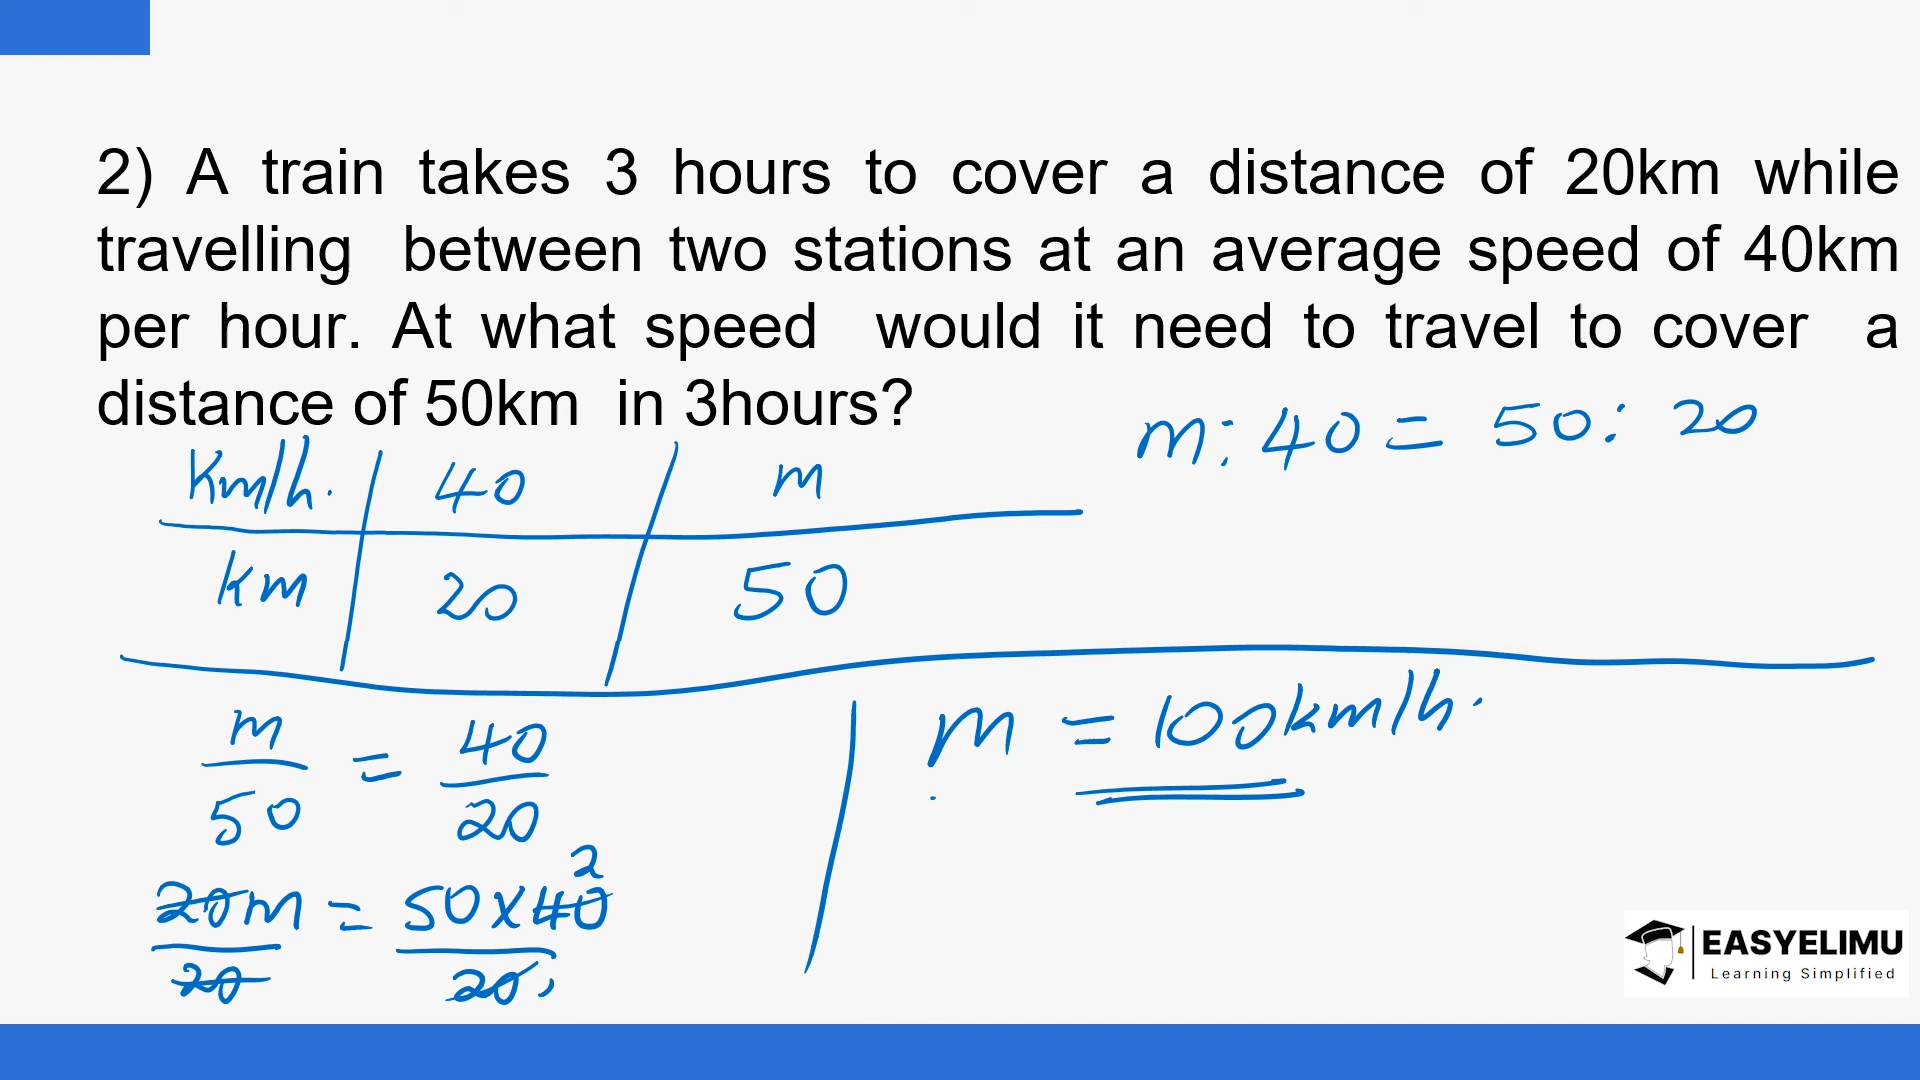 2) A train takes 3 hours to cover a distance of 20km while
travelling between two stations at an average speed of 40km
per hour. At what speed would it need to travel to cover a
distance of 50km in 3hours?
m : 40 = 50 : 20
Km/h. 40 m
km 20 50
m/50 = 40/20
m = 100km/h.
20m/20 = 50x40/20
2
EASYELIMU
Learning Simplified